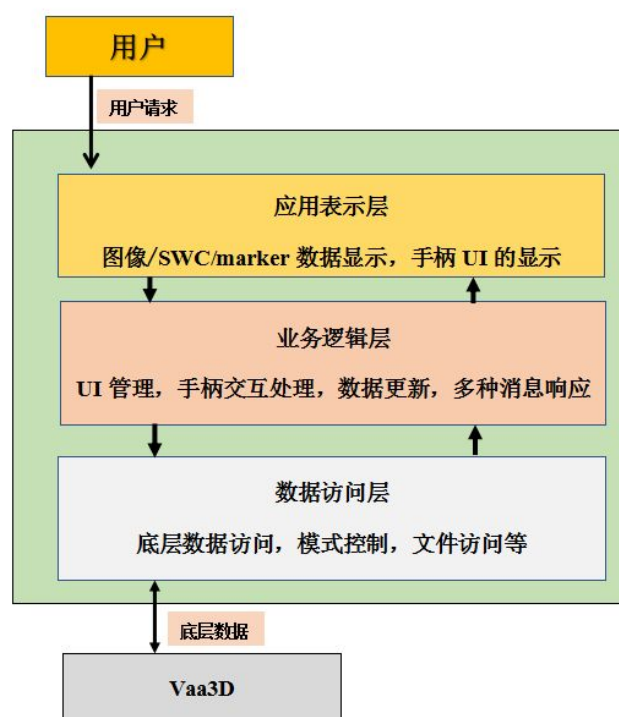 用户
用户请求
应用表示层
图像/SWC/marker 数据显示，手柄 UI 的显示
业务逻辑层
UI 管理，手柄交互处理，数据更新，多种消息响应
数据访问层
底层数据访问，模式控制，文件访问等
底层数据
Vaa3D